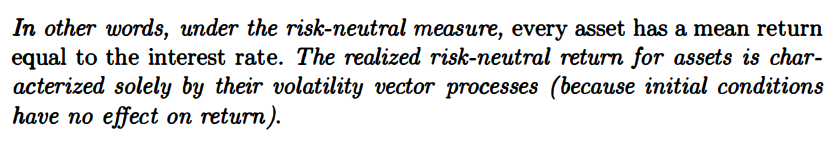 In other words, under the risk-neutral measure, every asset has a mean return
equal to the interest rate. The realized risk-neutral return for assets is char-
acterized solely by their volatility vector processes (because initial conditions
have no effect on return).